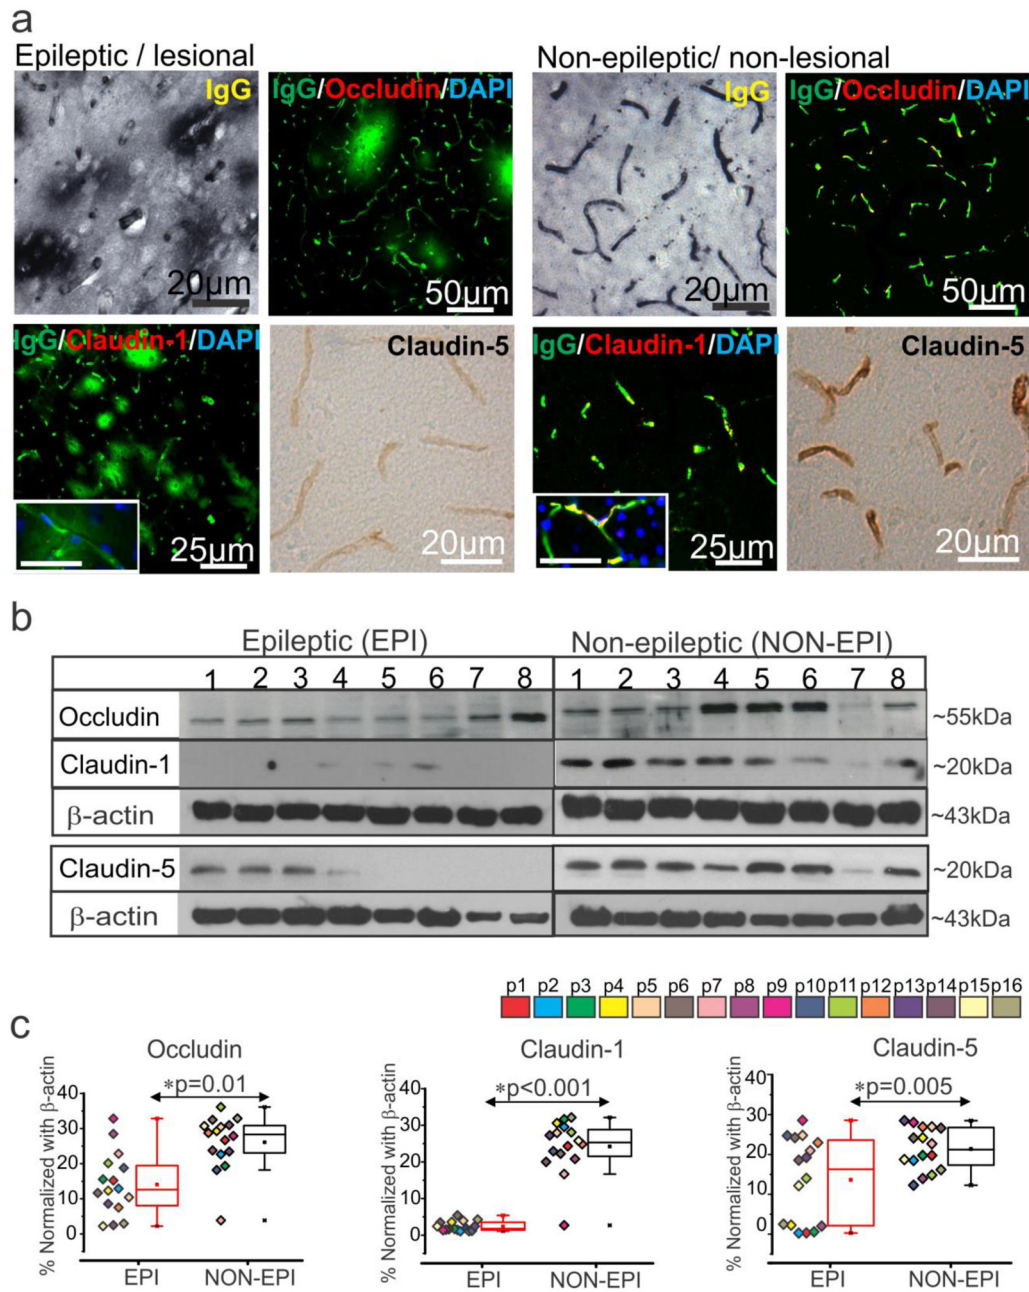 a
Epileptic / lesional
Non-epileptic/ non-lesional
IgG
IgG/Occludin/DAPI
IgG
IgG/Occludin/DAPI
20µm
50µm
20µm
50µm
IgG/Claudin-1/DAPI
Claudin-5
IgG/Claudin-1/DAPI
Claudin-5
25µm
20µm
25µm
20µm
b
Epileptic (EPI)
Non-epileptic (NON-EPI)
1 2 3 4 5 6 7 8
1 2 3 4 5 6 7 8
Occludin
~55kDa
Claudin-1
~20kDa
β-actin
~43kDa
Claudin-5
~20kDa
β-actin
~43kDa
p1 p2 p3 p4 p5 p6 p7 p8 p9 p10 p11 p12 p13 p14 p15 p16
c
Occludin
Claudin-1
Claudin-5
% Normalized with β-actin
40
30
20
10
0
*p=0.01
EPI
NON-EPI
% Normalized with β-actin
40
30
20
10
0
*p<0.001
EPI
NON-EPI
% Normalized with β-actin
40
30
20
10
0
*p=0.005
EPI
NON-EPI